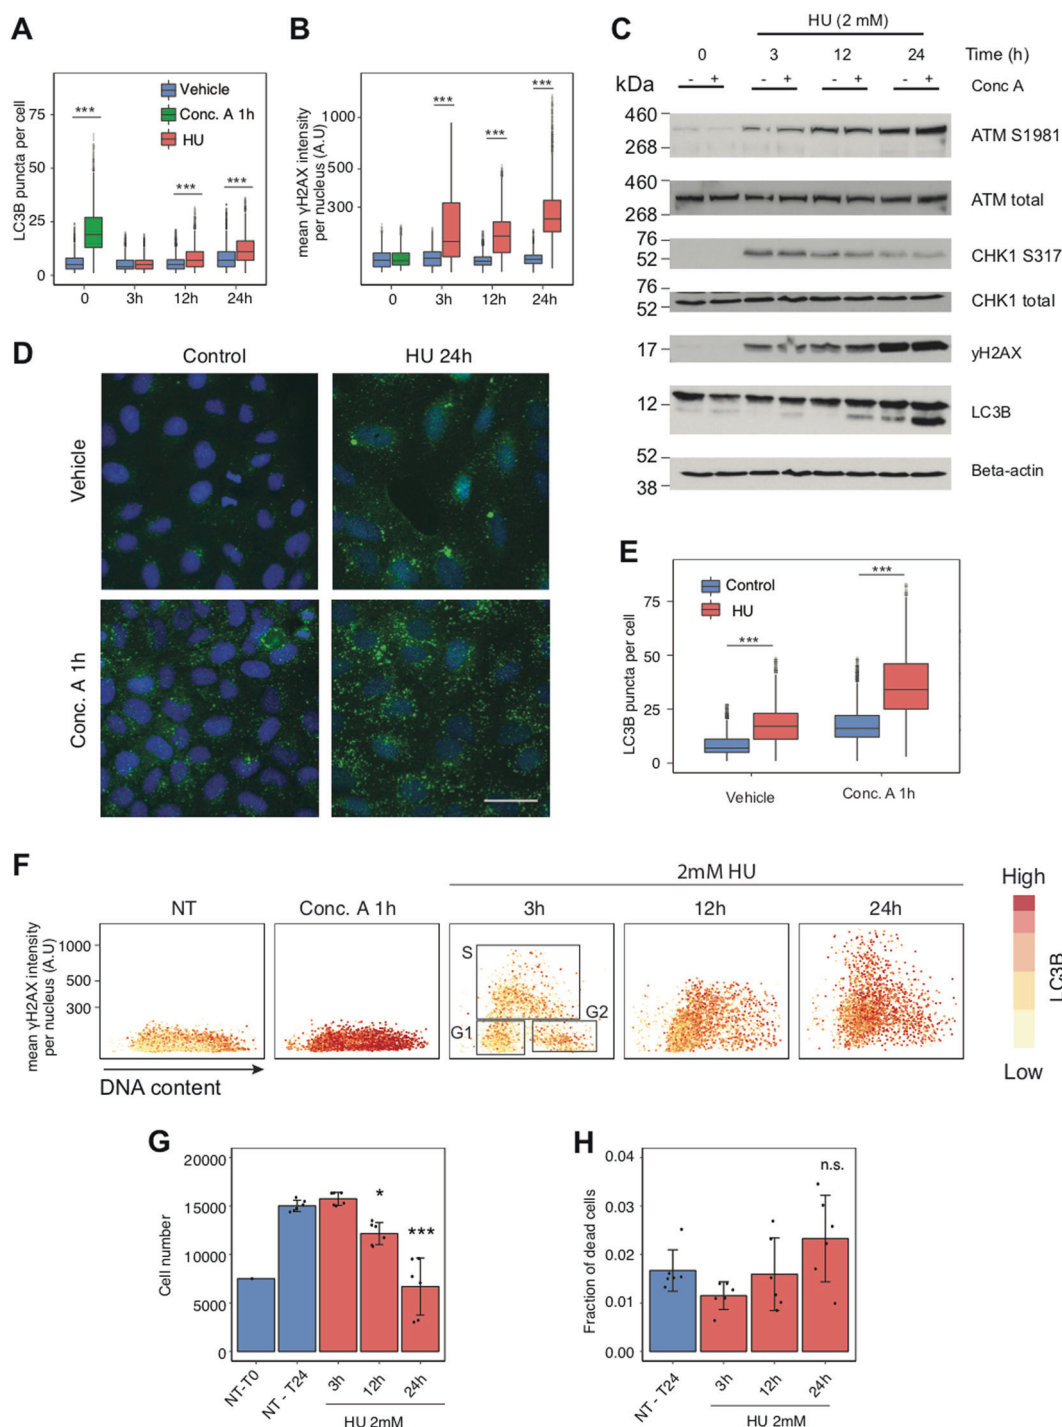 A
LC3B puncta per cell
75
50
25
0
***
***
***
Vehicle
Conc. A 1h
HU
0
3h
12h
24h
B
mean γH2AX intensity
per nucleus (A.U)
1000
500
300
***
***
***
0
3h
12h
24h
C
HU (2 mM)
0 3 12 24 Time (h)
kDa - + - + - + - + Conc A
460
268
ATM S1981
460
268
ATM total
76
52
CHK1 S317
76
52
CHK1 total
17
yH2AX
12
LC3B
52
38
Beta-actin
D
Control
HU 24h
Vehicle
Conc. A 1h
E
LC3B puncta per cell
75
50
25
0
Control
HU
***
***
Vehicle
Conc. A 1h
F
2mM HU
NT
Conc. A 1h
3h
12h
24h
mean γH2AX intensity
per nucleus (A.U)
1000
500
300
S
G1
G2
DNA content
High
LC3B
Low
G
Cell number
20000
15000
10000
5000
0
*
***
NT-T0
NT - T24
3h
12h
24h
HU 2mM
H
Fraction of dead cells
0.04
0.03
0.02
0.01
0
n.s.
NT - T24
3h
12h
24h
HU 2mM